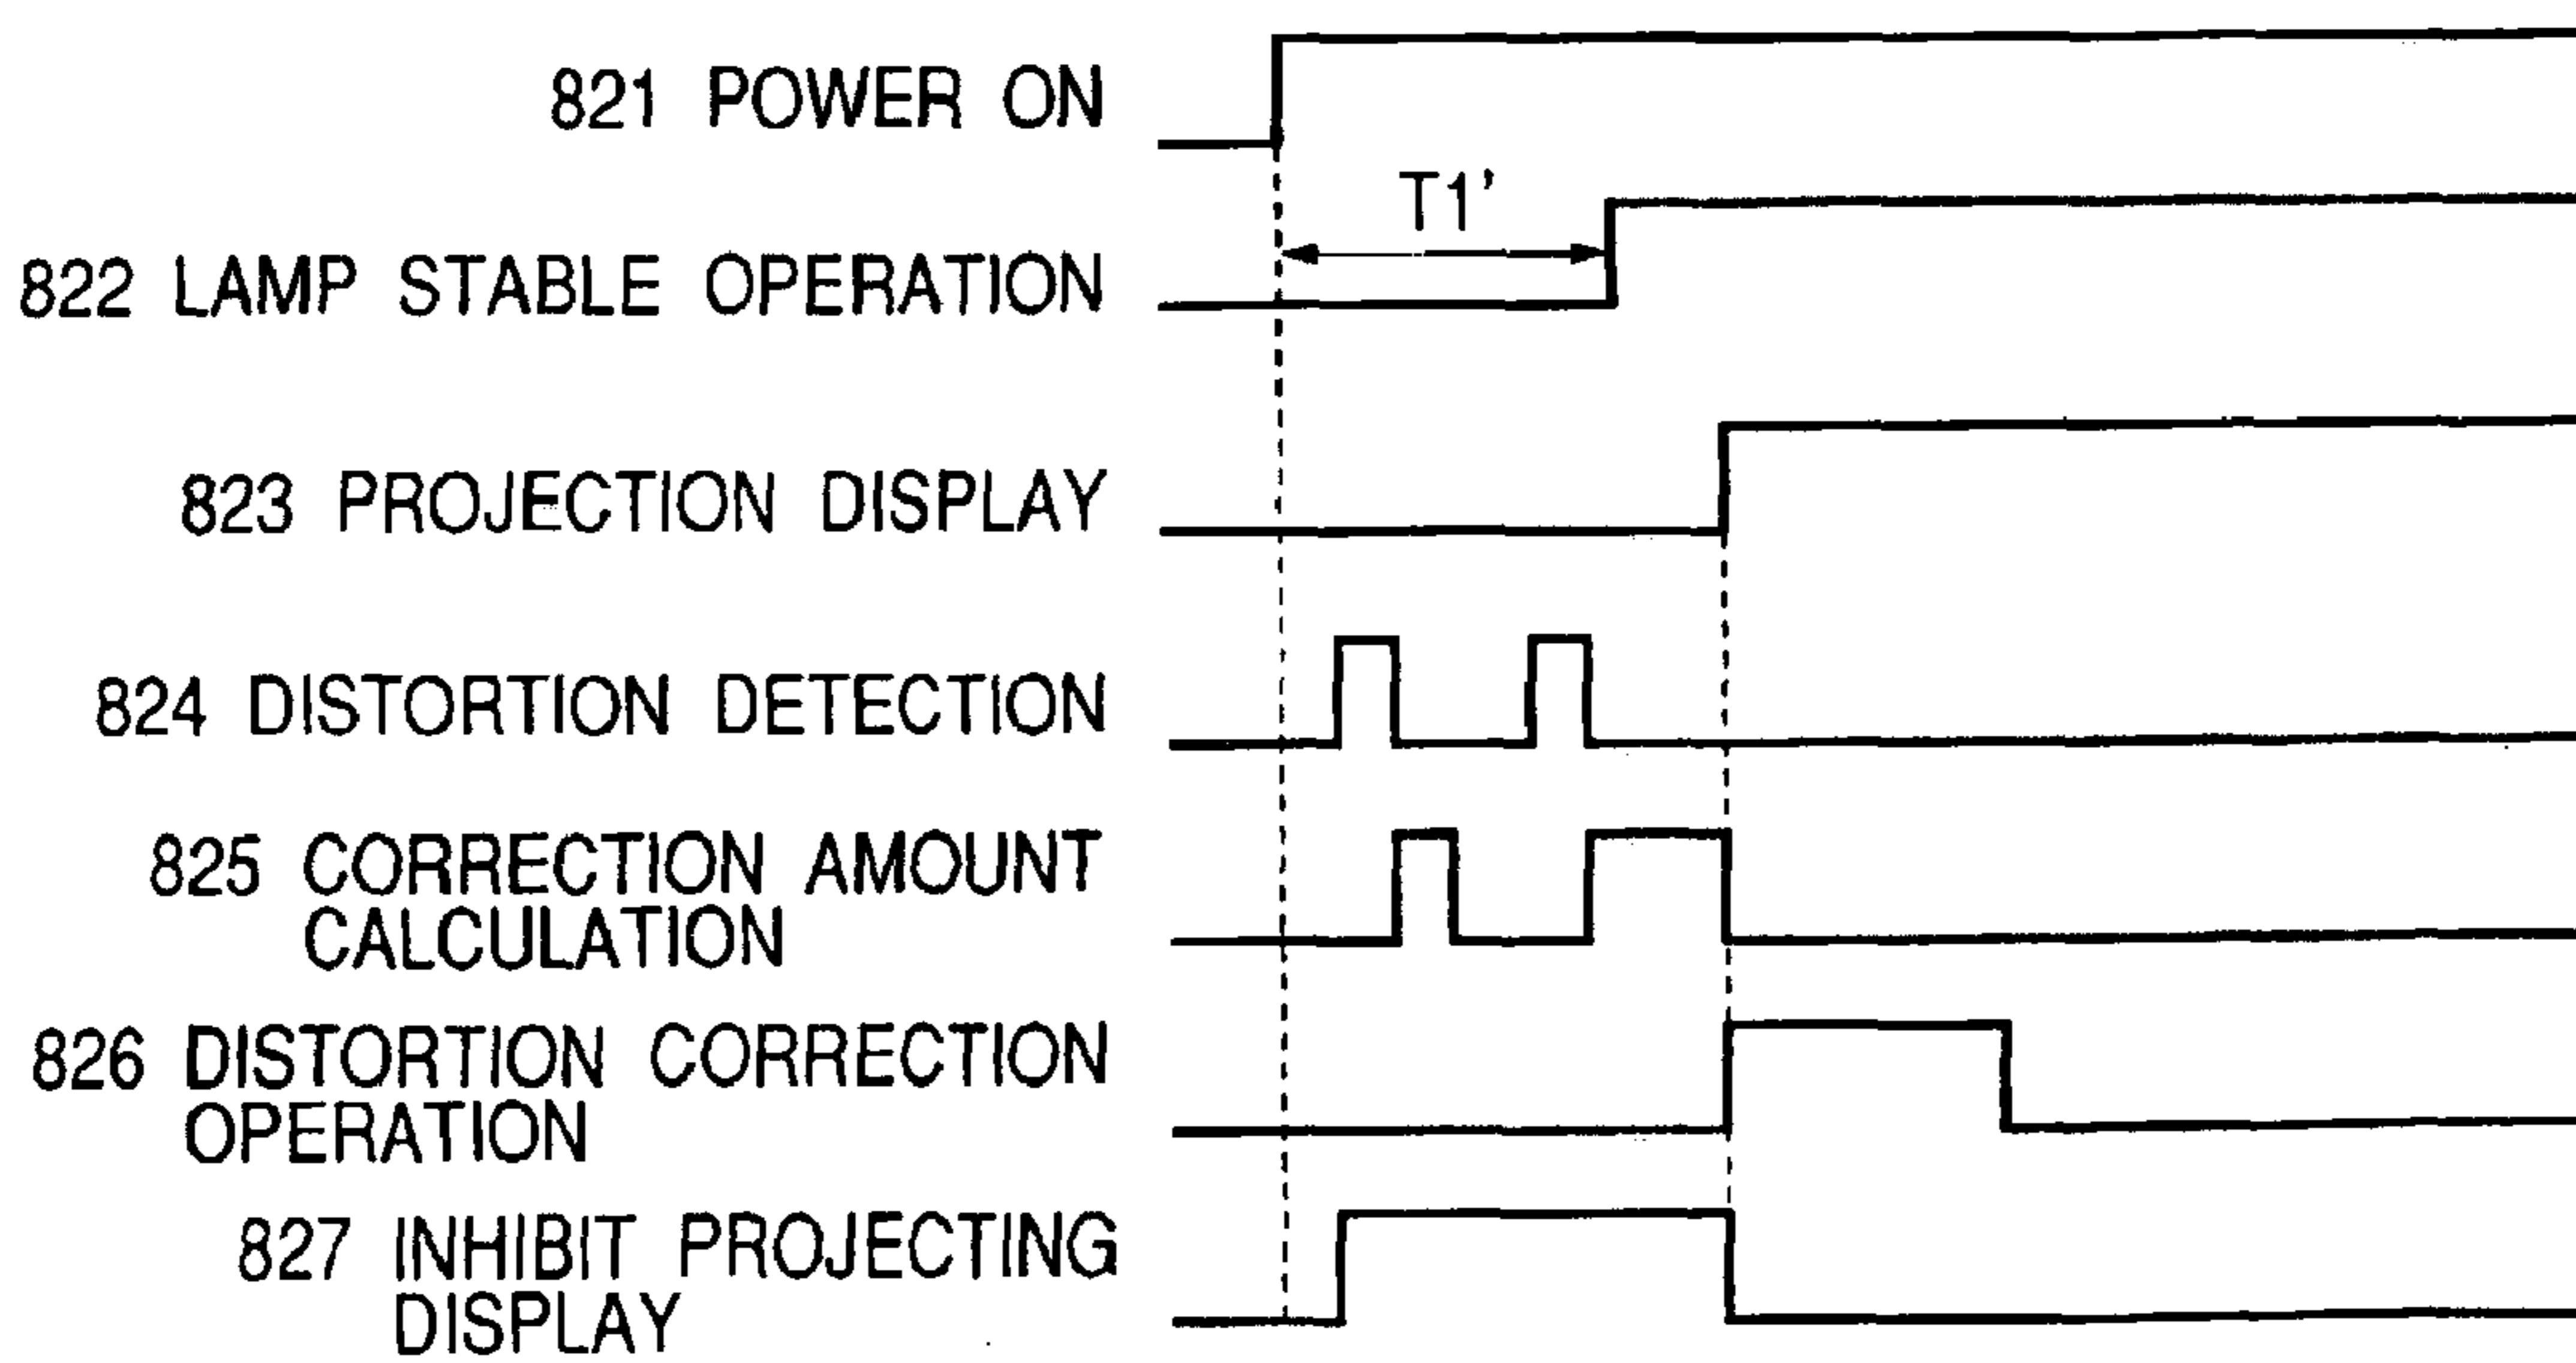 821 POWER ON
T1'
822 LAMP STABLE OPERATION
823 PROJECTION DISPLAY
824 DISTORTION DETECTION
825 CORRECTION AMOUNT
CALCULATION
826 DISTORTION CORRECTION
OPERATION
827 INHIBIT PROJECTING
DISPLAY